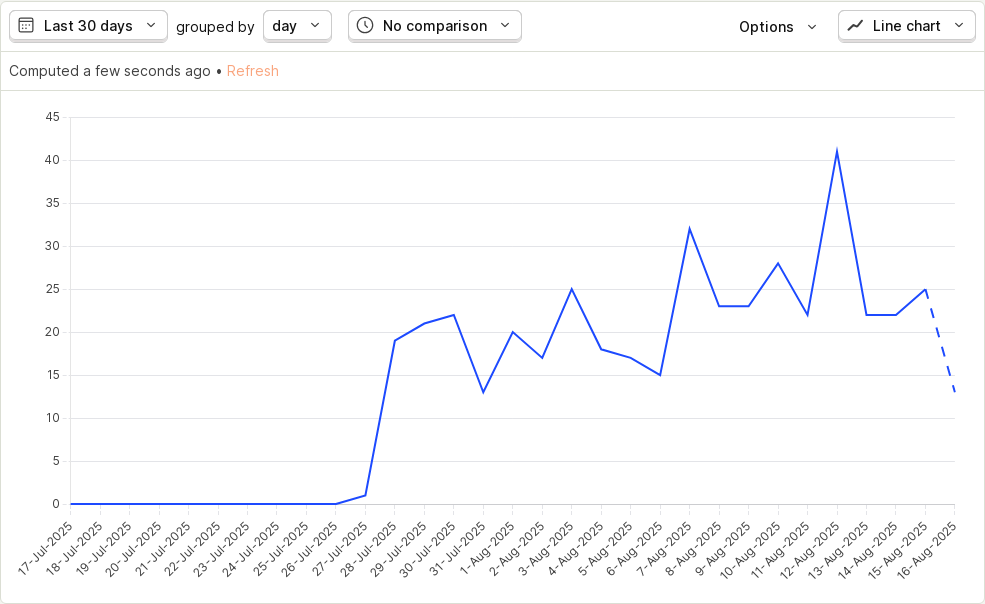 Last 30 days grouped by day No comparison Options Line chart
Computed a few seconds ago • Refresh
45
40
35
30
25
20
15
10
5
0
17-Jul-2025
18-Jul-2025
19-Jul-2025
20-Jul-2025
21-Jul-2025
22-Jul-2025
23-Jul-2025
24-Jul-2025
25-Jul-2025
26-Jul-2025
27-Jul-2025
28-Jul-2025
29-Jul-2025
30-Jul-2025
31-Jul-2025
1-Aug-2025
2-Aug-2025
3-Aug-2025
4-Aug-2025
5-Aug-2025
6-Aug-2025
7-Aug-2025
8-Aug-2025
9-Aug-2025
10-Aug-2025
11-Aug-2025
12-Aug-2025
13-Aug-2025
14-Aug-2025
15-Aug-2025
16-Aug-2025